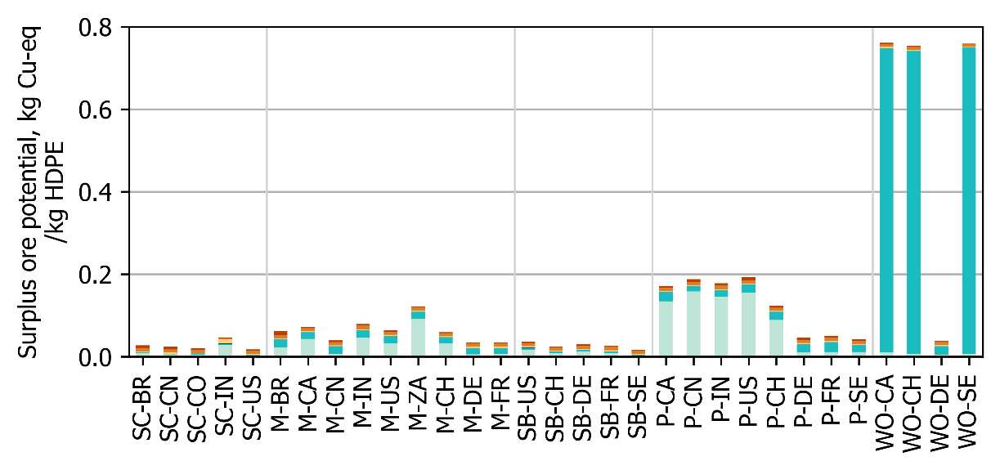 Surplus ore potential, kg Cu-eq
/kg HDPE
0.8
0.6
0.4
0.2
0.0
SC-BR
SC-CN
SC-CO
SC-IN
SC-US
M-BR
M-CA
M-CN
M-IN
M-US
M-ZA
M-CH
M-DE
M-FR
SB-US
SB-CH
SB-DE
SB-FR
SB-SE
P-CA
P-CN
P-IN
P-US
P-CH
P-DE
P-FR
P-SE
WO-CA
WO-CH
WO-DE
WO-SE